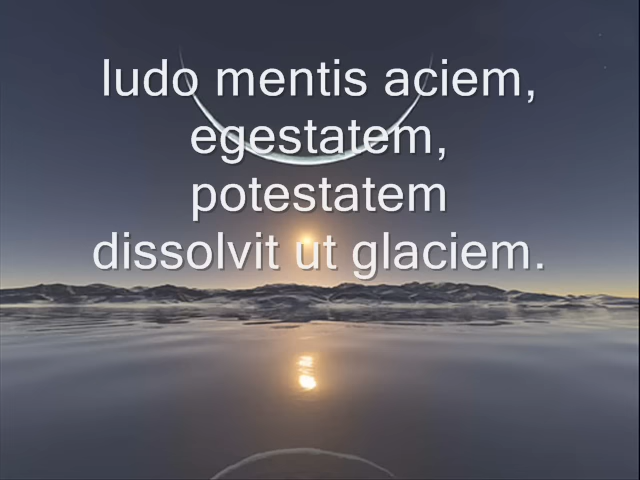 ludo mentis aciem,
egestatem,
potestatem
dissolvit ut glaciem.